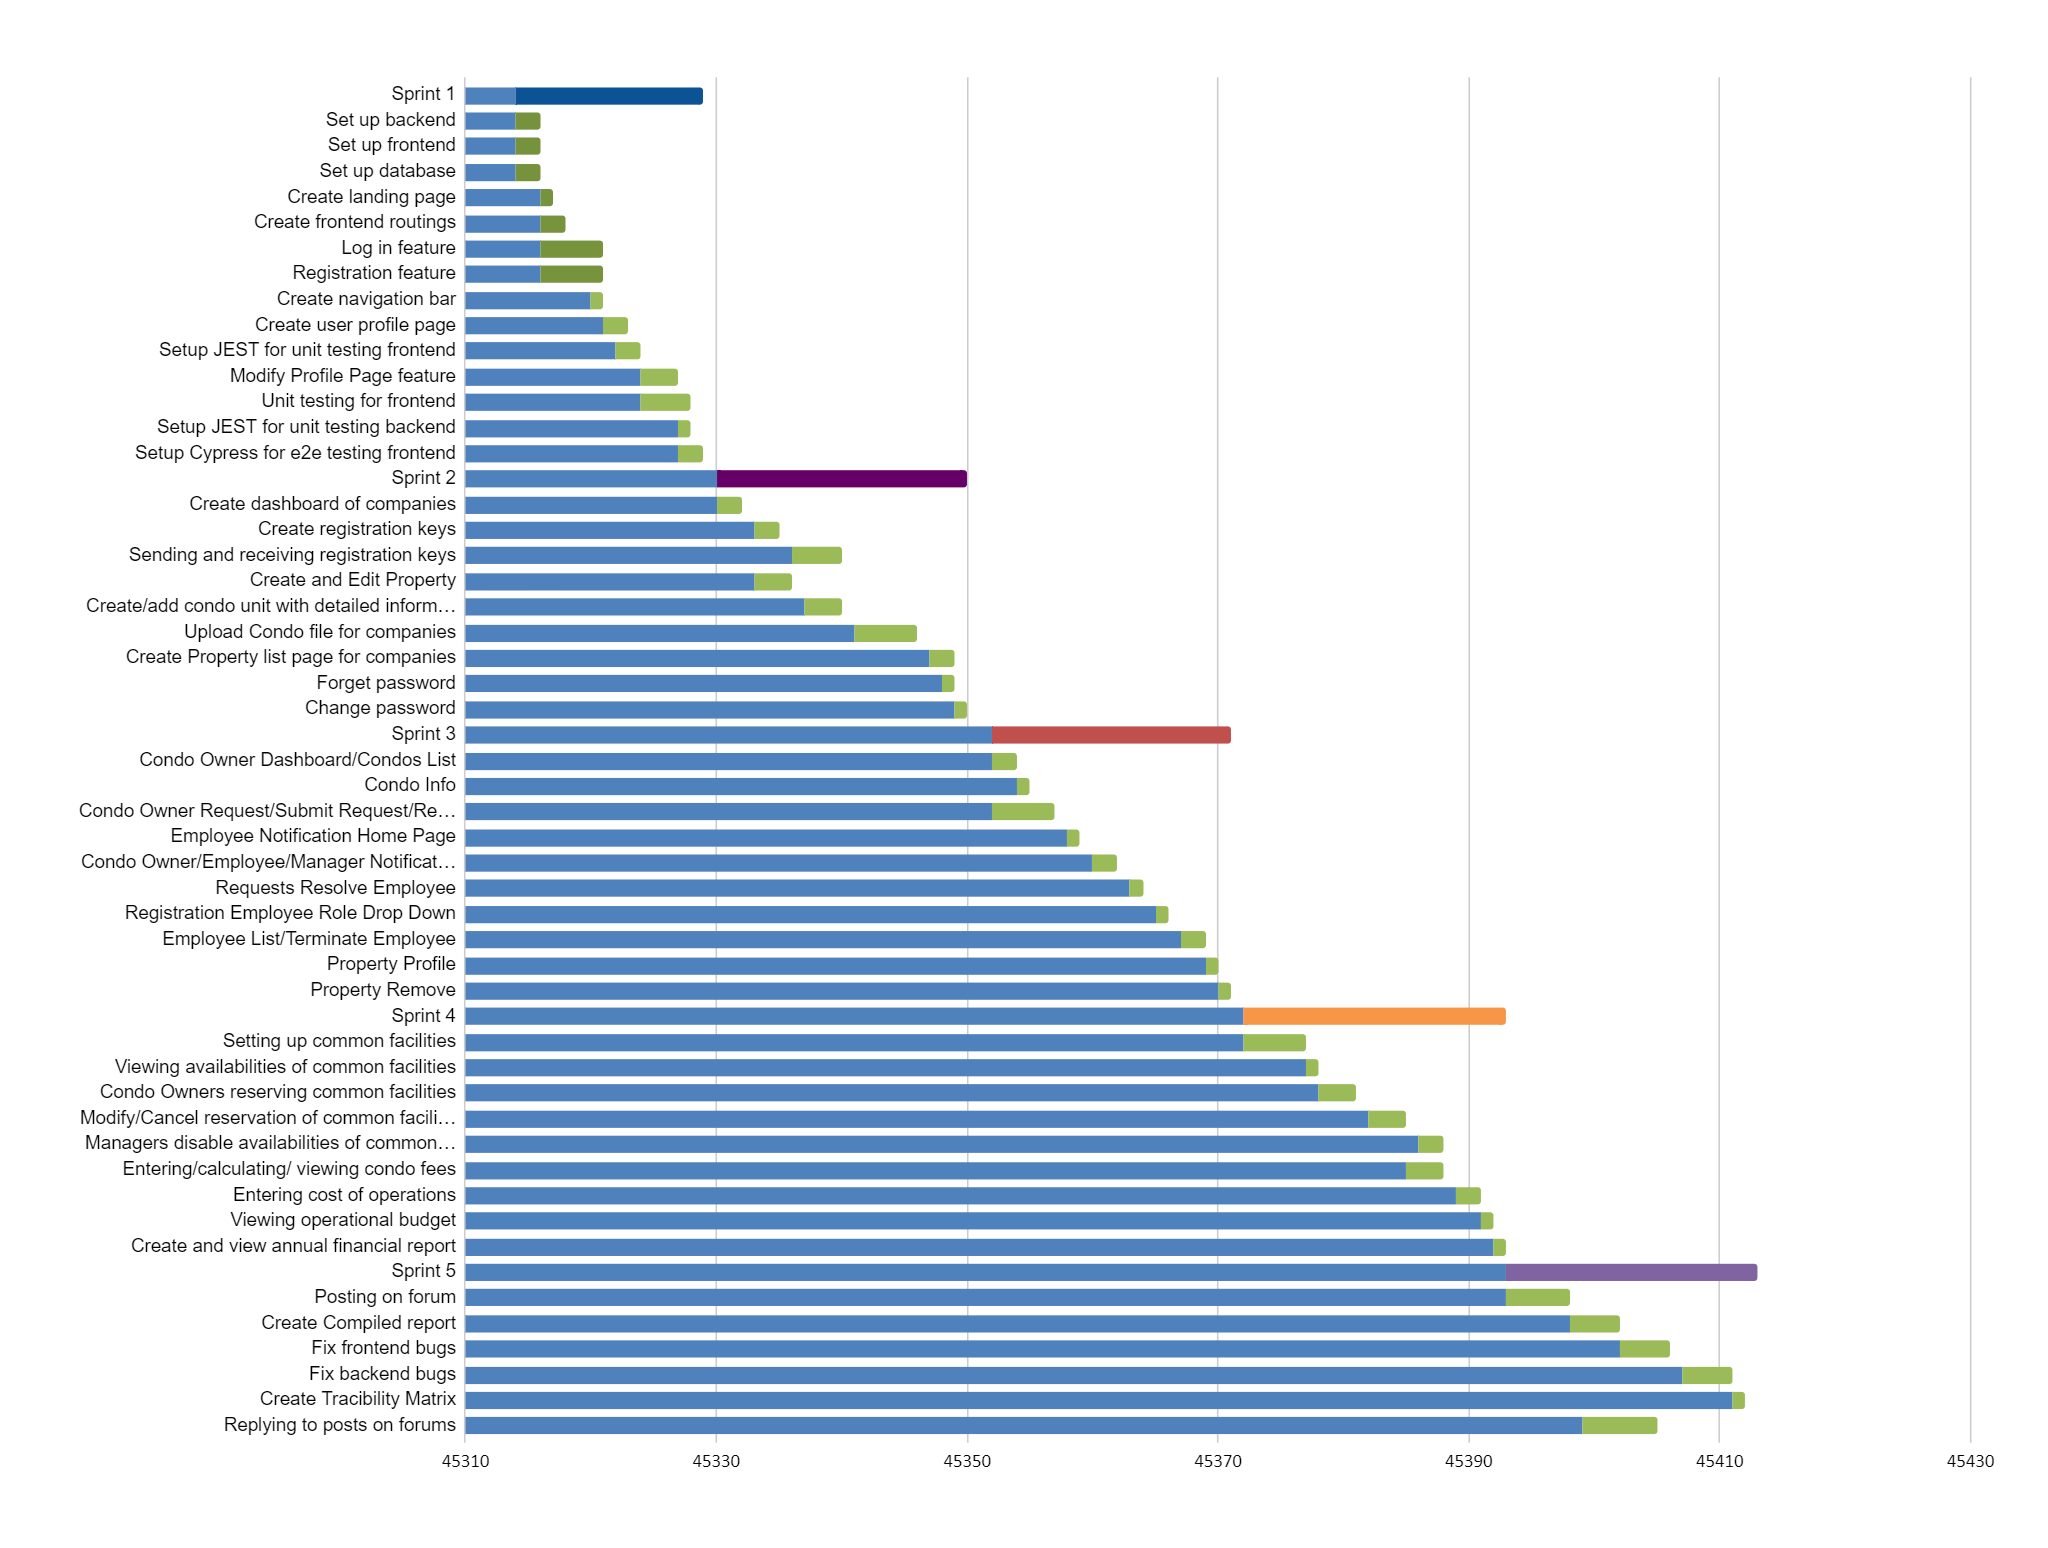 Sprint 1
Set up backend
Set up frontend
Set up database
Create landing page
Create frontend routings
Log in feature
Registration feature
Create navigation bar
Create user profile page
Setup JEST for unit testing frontend
Modify Profile Page feature
Unit testing for frontend
Setup JEST for unit testing backend
Setup Cypress for e2e testing frontend
Sprint 2
Create dashboard of companies
Create registration keys
Sending and receiving registration keys
Create and Edit Property
Create/add condo unit with detailed inform…
Upload Condo file for companies
Create Property list page for companies
Forget password
Change password
Sprint 3
Condo Owner Dashboard/Condos List
Condo Info
Condo Owner Request/Submit Request/Re…
Employee Notification Home Page
Condo Owner/Employee/Manager Notificat…
Requests Resolve Employee
Registration Employee Role Drop Down
Employee List/Terminate Employee
Property Profile
Property Remove
Sprint 4
Setting up common facilities
Viewing availabilities of common facilities
Condo Owners reserving common facilities
Modify/Cancel reservation of common facili…
Managers disable availabilities of common…
Entering/calculating/ viewing condo fees
Entering cost of operations
Viewing operational budget
Create and view annual financial report
Sprint 5
Posting on forum
Create Compiled report
Fix frontend bugs
Fix backend bugs
Create Tracibility Matrix
Replying to posts on forums
45310 45330 45350 45370 45390 45410 45430